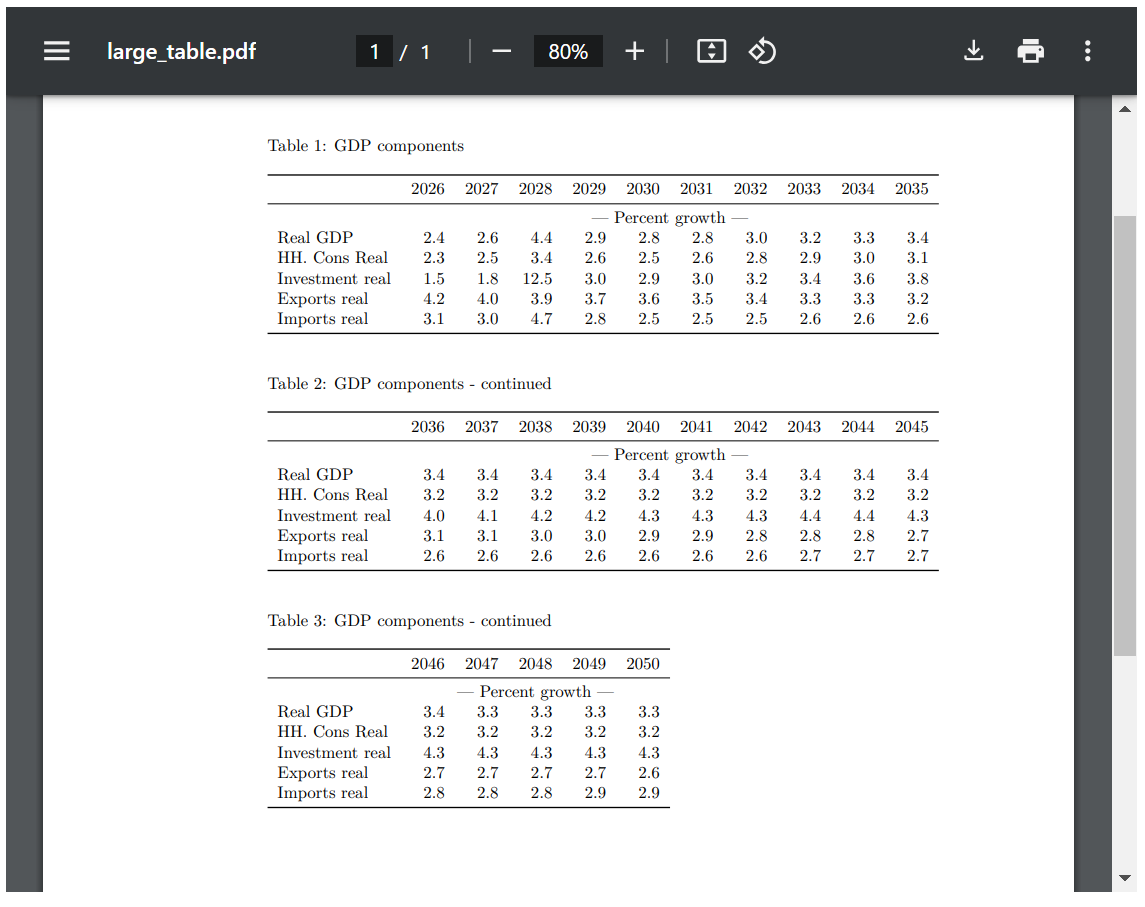 large_table.pdf 1 / 1 80%
Table 1: GDP components
2026 2027 2028 2029 2030 2031 2032 2033 2034 2035
— Percent growth —
Real GDP 2.4 2.6 4.4 2.9 2.8 2.8 3.0 3.2 3.3 3.4
HH. Cons Real 2.3 2.5 3.4 2.6 2.5 2.6 2.8 2.9 3.0 3.1
Investment real 1.5 1.8 12.5 3.0 2.9 3.0 3.2 3.4 3.6 3.8
Exports real 4.2 4.0 3.9 3.7 3.6 3.5 3.4 3.3 3.3 3.2
Imports real 3.1 3.0 4.7 2.8 2.5 2.5 2.5 2.6 2.6 2.6
Table 2: GDP components - continued
2036 2037 2038 2039 2040 2041 2042 2043 2044 2045
— Percent growth —
Real GDP 3.4 3.4 3.4 3.4 3.4 3.4 3.4 3.4 3.4 3.4
HH. Cons Real 3.2 3.2 3.2 3.2 3.2 3.2 3.2 3.2 3.2 3.2
Investment real 4.0 4.1 4.2 4.2 4.3 4.3 4.3 4.4 4.4 4.3
Exports real 3.1 3.1 3.0 3.0 2.9 2.9 2.8 2.8 2.8 2.7
Imports real 2.6 2.6 2.6 2.6 2.6 2.6 2.6 2.7 2.7 2.7
Table 3: GDP components - continued
2046 2047 2048 2049 2050
— Percent growth —
Real GDP 3.4 3.3 3.3 3.3 3.3
HH. Cons Real 3.2 3.2 3.2 3.2 3.2
Investment real 4.3 4.3 4.3 4.3 4.3
Exports real 2.7 2.7 2.7 2.7 2.6
Imports real 2.8 2.8 2.8 2.9 2.9